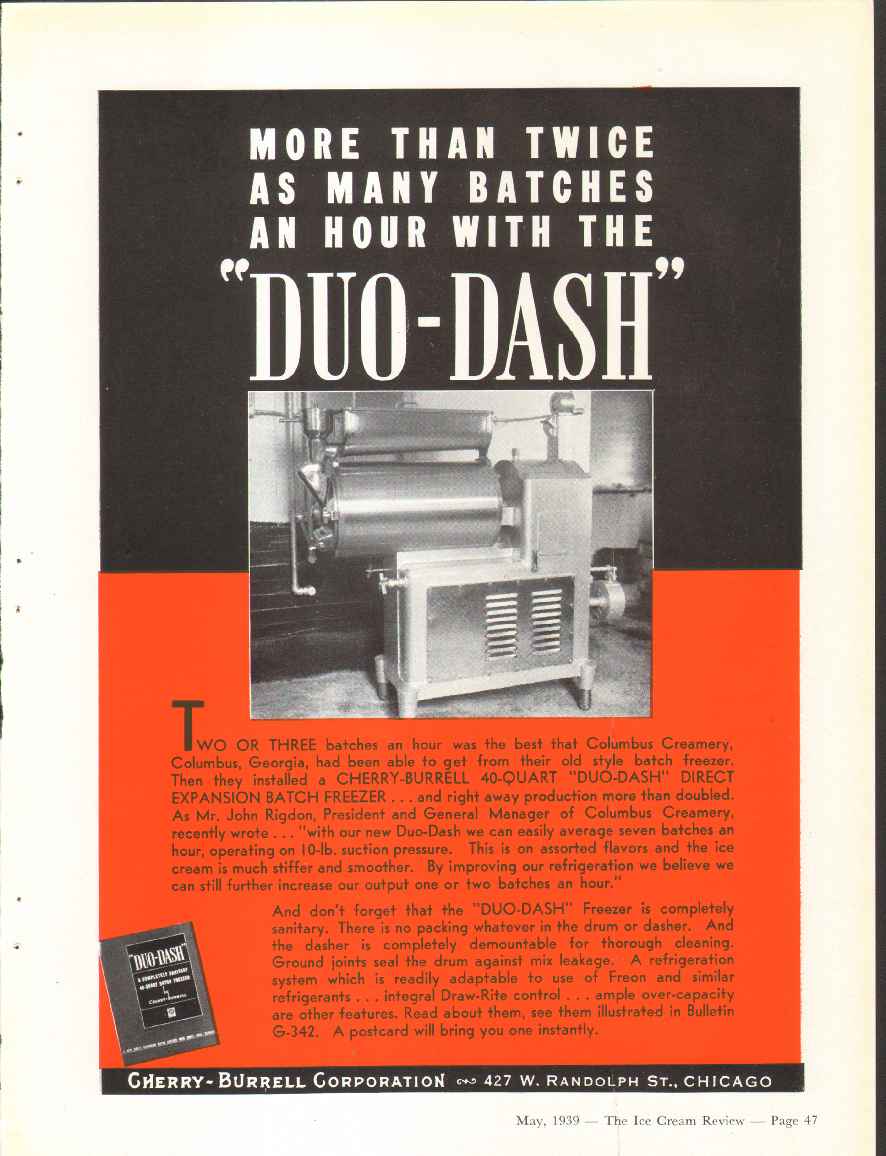 MORE THAN TWICE
AS MANY BATCHES
AN HOUR WITH THE
"DUO-DASH"
TWO OR THREE batches an hour was the best that Columbus Creamery,
Columbus, Georgia, had been able to get from their old style batch freezer.
Then they installed a CHERRY-BURRELL 40-QUART "DUO-DASH" DIRECT
EXPANSION BATCH FREEZER . . . and right away production more than doubled.
As Mr. John Rigdon, President and General Manager of Columbus Creamery,
recently wrote . . . "with our new Duo-Dash we can easily average seven batches an
hour, operating on 10-lb. suction pressure. This is on assorted flavors and the ice
cream is much stiffer and smoother. By improving our refrigeration we believe we
can still further increase our output one or two batches an hour."
And don't forget that the "DUO-DASH" Freezer is completely
sanitary. There is no packing whatever in the drum or dasher. And
the dasher is completely demountable for thorough cleaning.
Ground joints seal the drum against mix leakage. A refrigeration
system which is readily adaptable to use of Freon and similar
refrigerants . . . integral Draw-Rite control . . . ample over-capacity
are other features. Read about them, see them illustrated in Bulletin
G-342. A postcard will bring you one instantly.
"DUO-DASH"
A COMPLETELY SANITARY
40-QUART BATCH FREEZER
by
CHERRY-BURRELL
CHERRY-BURRELL CORPORATION 427 W. RANDOLPH ST., CHICAGO
May, 1939 — The Ice Cream Review — Page 47